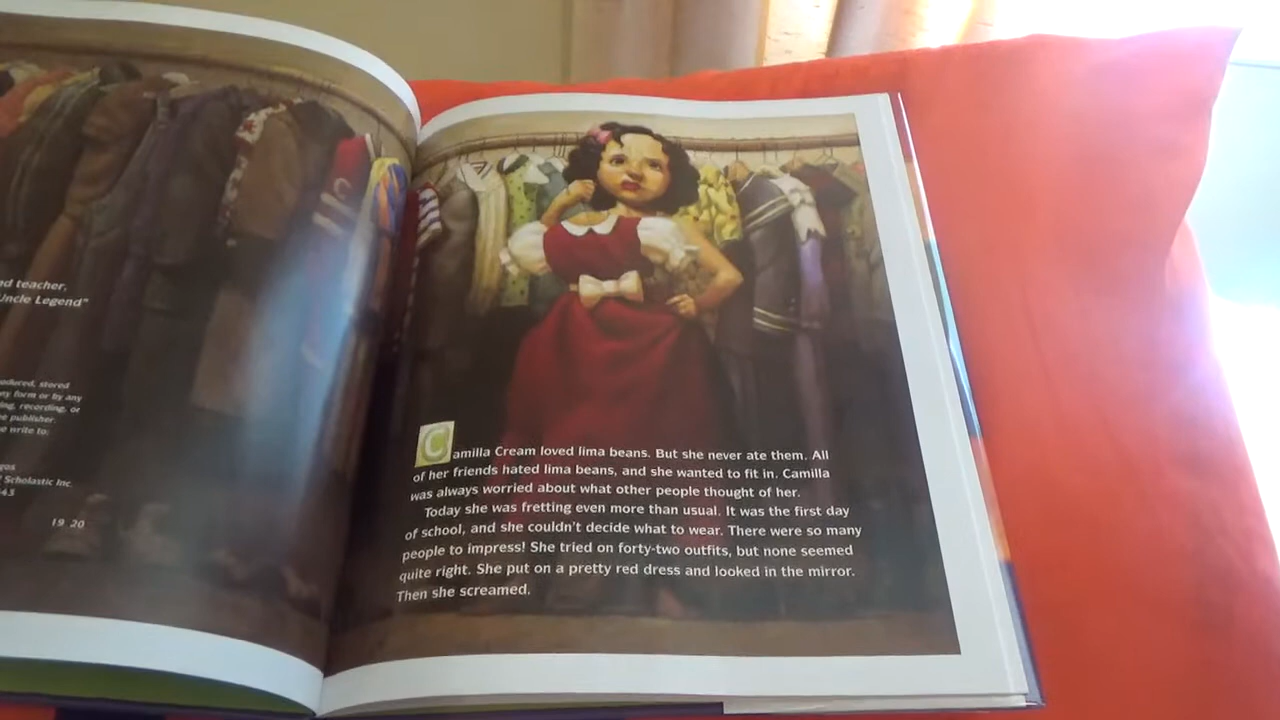 nd teacher,
Uncle Legend"
oduced, stored
ny form or by any
ing, recording, or
e publisher.
write to:
Scholastic Inc.
19 20
Camilla Cream loved lima beans. But she never ate them. All
of her friends hated lima beans, and she wanted to fit in. Camilla
was always worried about what other people thought of her.
Today she was fretting even more than usual. It was the first day
of school, and she couldn't decide what to wear. There were so many
people to impress! She tried on forty-two outfits, but none seemed
quite right. She put on a pretty red dress and looked in the mirror.
Then she screamed.